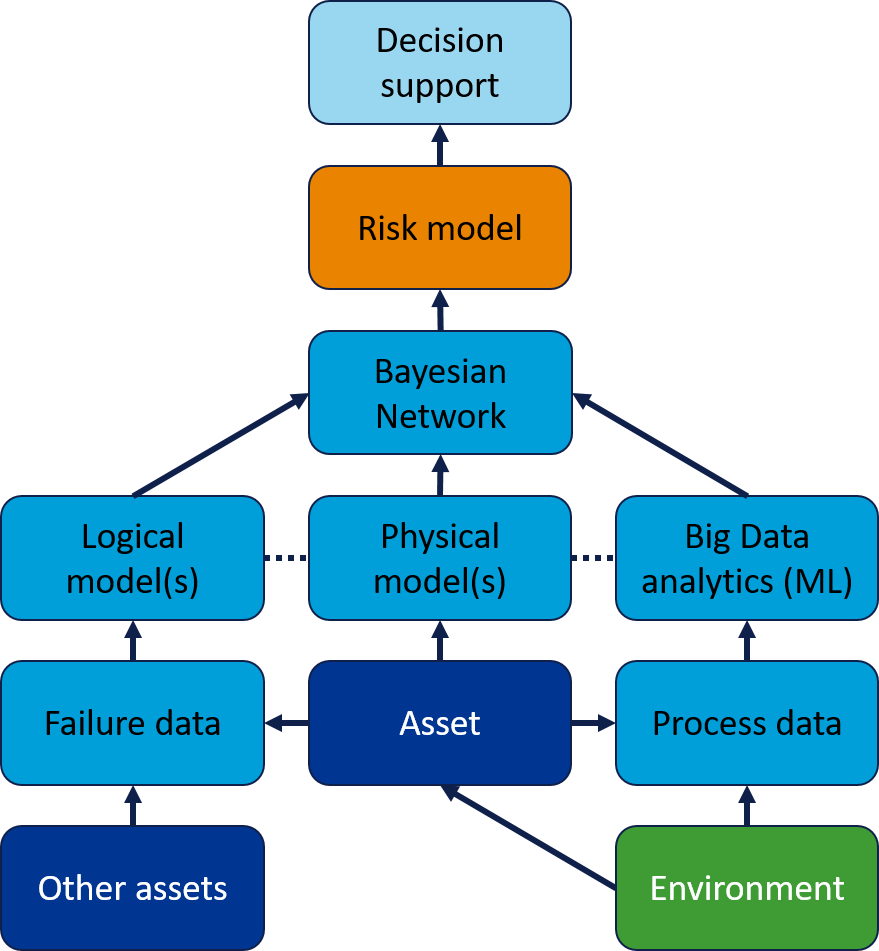 Decision
support
Risk model
Bayesian
Network
Logical
model(s)
Physical
model(s)
Big Data
analytics (ML)
Failure data
Asset
Process data
Other assets
Environment